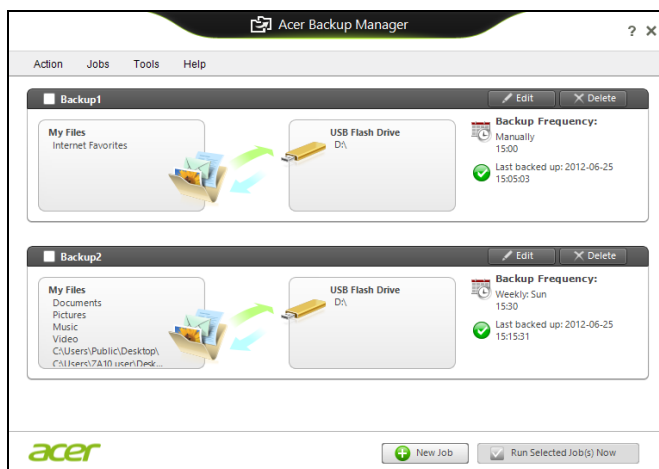 Acer Backup Manager
? X
Action Jobs Tools Help
Backup1
Edit Delete
My Files
Internet Favorites
USB Flash Drive
D:\
Backup Frequency:
Manually
15:00
Last backed up: 2012-06-25
15:05:03
Backup2
Edit Delete
My Files
Documents
Pictures
Music
Video
C:\Users\Public\Desktop\
C:\Users\ZA10 user\Desk...
USB Flash Drive
D:\
Backup Frequency:
Weekly: Sun
15:30
Last backed up: 2012-06-25
15:15:31
acer
New Job
Run Selected Job(s) Now